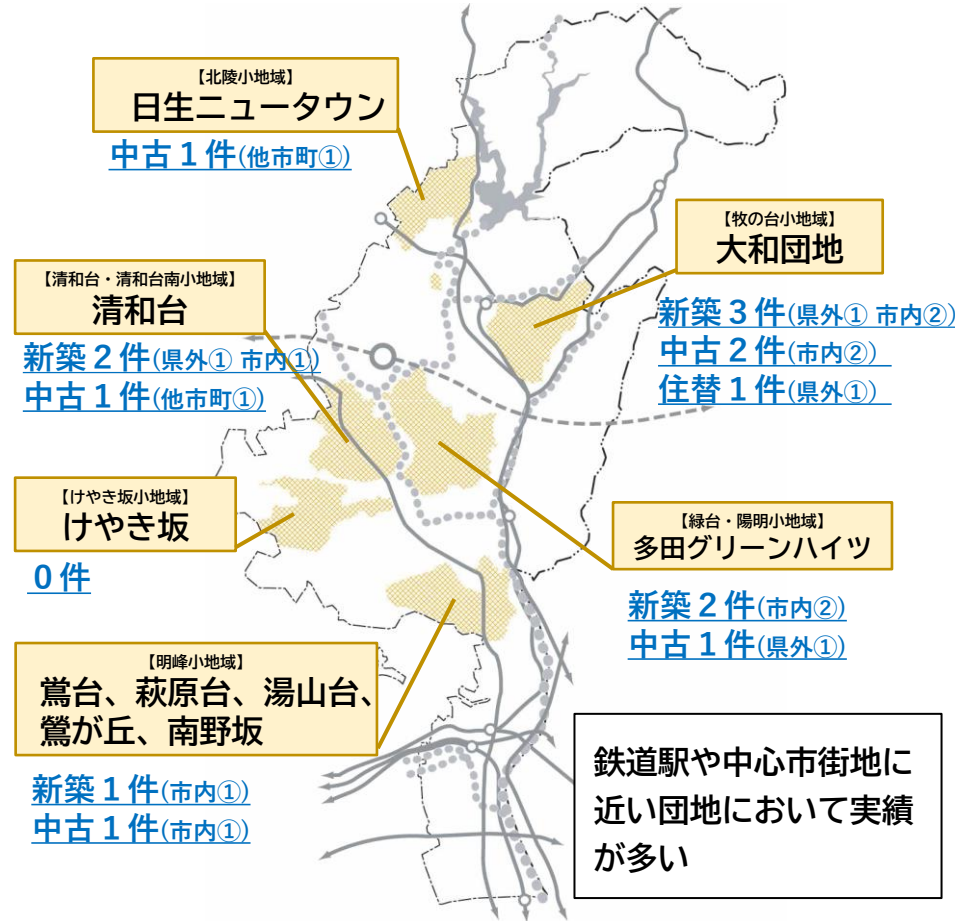 【北陵小地域】
日生ニュータウン
中古１件(他市町①)
【牧の台小地域】
大和団地
新築３件(県外① 市内②)
中古２件(市内②)
住替１件(県外①)
【清和台・清和台南小地域】
清和台
新築２件(県外① 市内①)
中古１件(他市町①)
【けやき坂小地域】
けやき坂
０件
【緑台・陽明小地域】
多田グリーンハイツ
新築２件(市内②)
中古１件(県外①)
【明峰小地域】
鴬台、萩原台、湯山台、
鶯が丘、南野坂
新築１件(市内①)
中古１件(市内①)
鉄道駅や中心市街地に
近い団地において実績
が多い